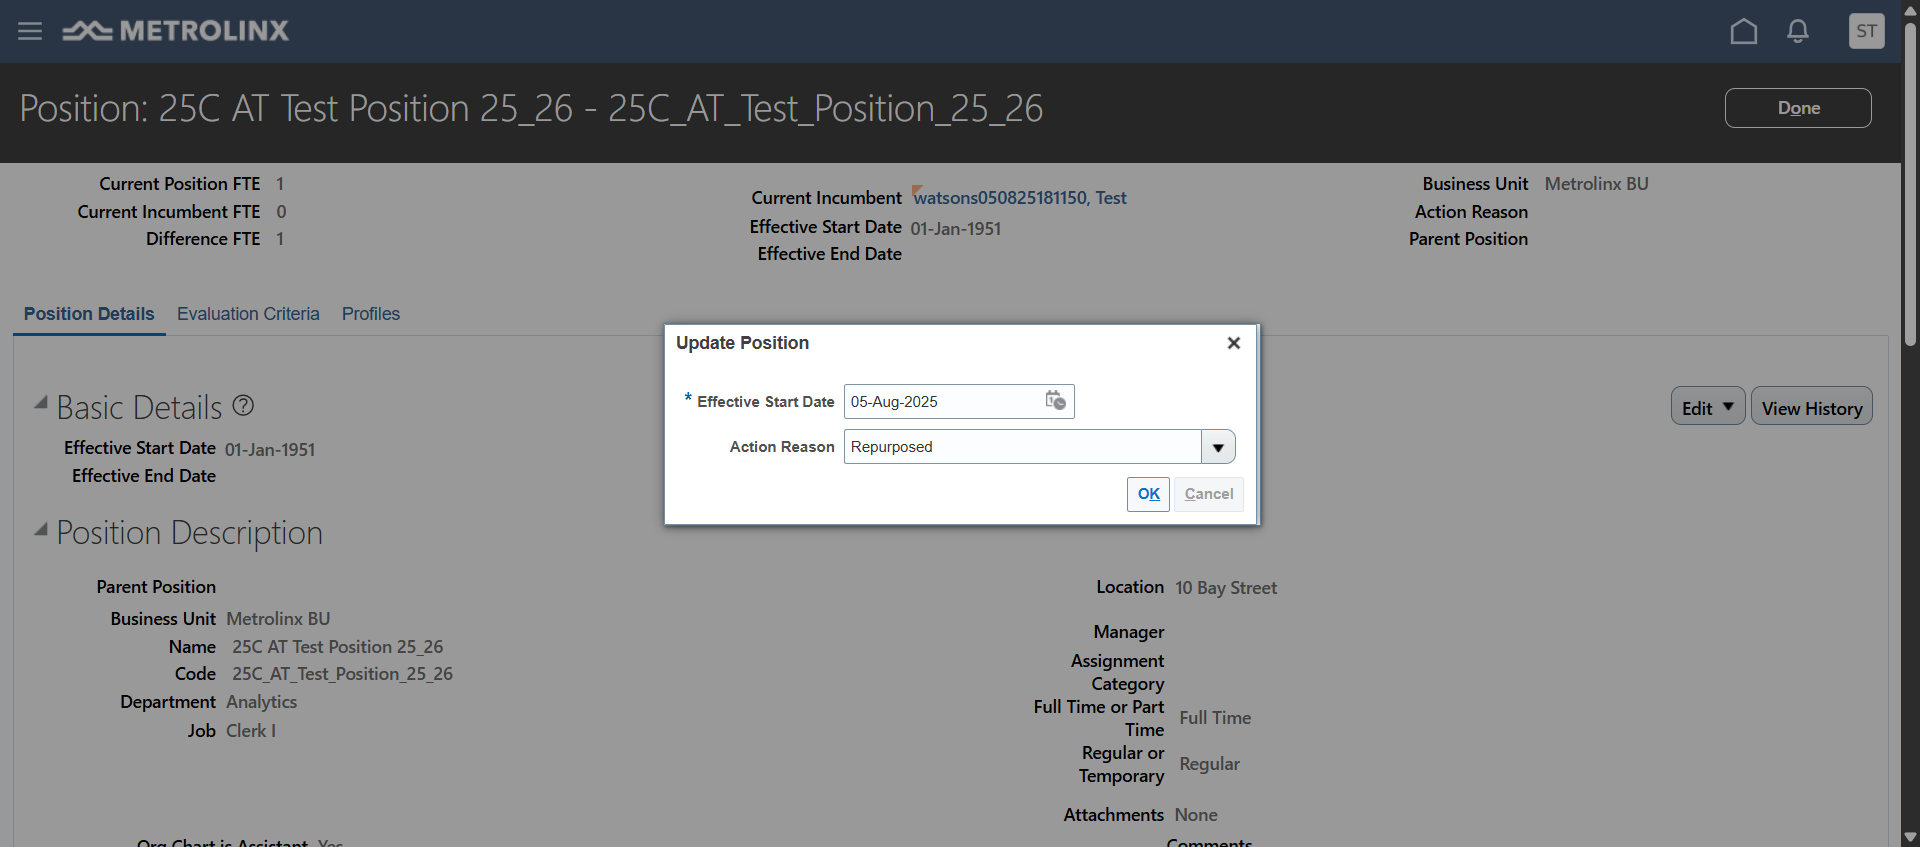 METROLINX
ST
Position: 25C AT Test Position 25_26 - 25C_AT_Test_Position_25_26
Done
Current Position FTE 1
Current Incumbent FTE 0
Difference FTE 1
Current Incumbent watsons050825181150, Test
Effective Start Date 01-Jan-1951
Effective End Date
Business Unit Metrolinx BU
Action Reason
Parent Position
Position Details Evaluation Criteria Profiles
Update Position
* Effective Start Date 05-Aug-2025
Action Reason Repurposed
OK Cancel
Basic Details ?
Edit View History
Effective Start Date 01-Jan-1951
Effective End Date
Position Description
Parent Position
Business Unit Metrolinx BU
Name 25C AT Test Position 25_26
Code 25C_AT_Test_Position_25_26
Department Analytics
Job Clerk I
Location 10 Bay Street
Manager
Assignment
Category
Full Time or Part
Time Full Time
Regular or
Temporary Regular
Attachments None
Org Chart is Assistant Yes
Comments